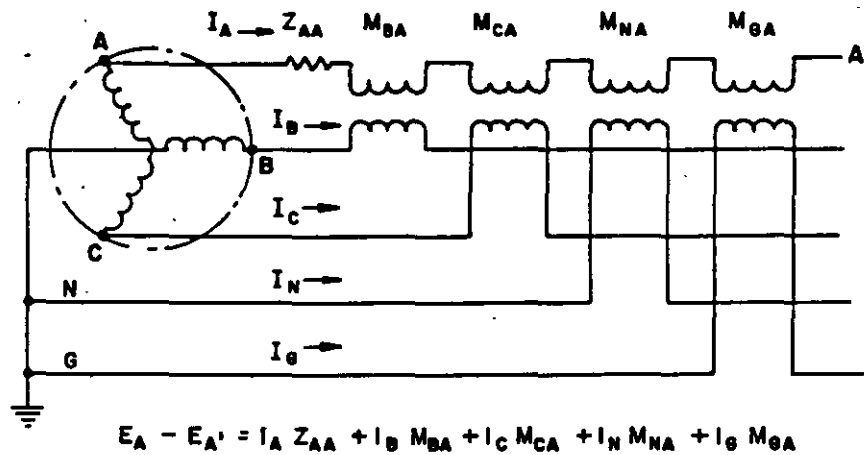 I_A → Z_AA M_BA M_CA M_NA M_GA
A
A
I_B →
B
I_C →
C
N I_N →
G I_G →
E_A - E_A' = I_A Z_AA + I_B M_BA + I_C M_CA + I_N M_NA + I_G M_GA